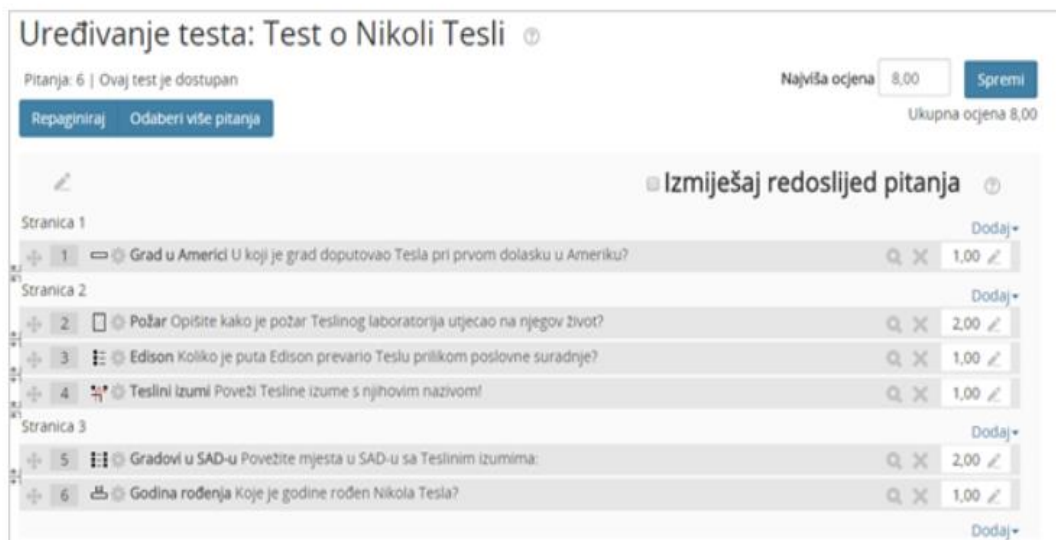 Uređivanje testa: Test o Nikoli Tesli
Pitanja: 6 | Ovaj test je dostupan
Najviša ocjena 8,00 Spremi
Repaginiraj Odaberi više pitanja
Ukupna ocjena 8,00
Izmiješaj redoslijed pitanja
Stranica 1
Dodaj
1 Grad u Americi U koji je grad doputovao Tesla pri prvom dolasku u Ameriku? 1,00
Stranica 2
Dodaj
2 Požar Opišite kako je požar Teslinog laboratorija utjecao na njegov život? 2,00
3 Edison Koliko je puta Edison prevario Teslu prilikom poslovne suradnje? 1,00
4 Teslini izumi Poveži Tesline izume s njihovim nazivom! 1,00
Stranica 3
Dodaj
5 Gradovi u SAD-u Povežite mjesta u SAD-u sa Teslinim izumima: 2,00
6 Godina rođenja Koje je godine rođen Nikola Tesla? 1,00
Dodaj